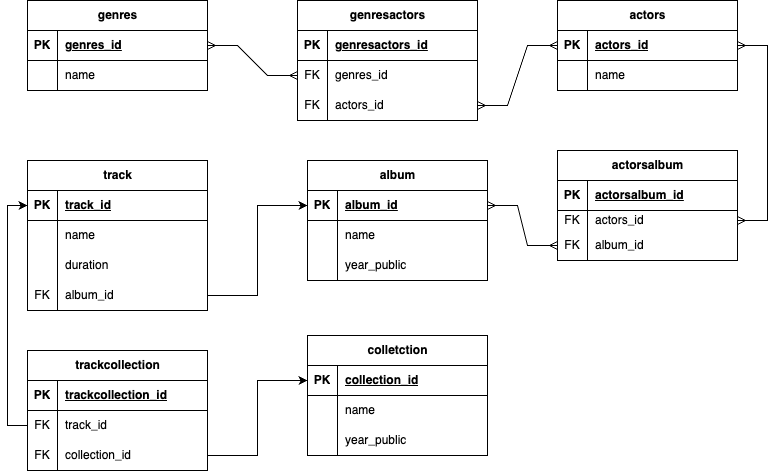 genres
PK genres_id
name
genresactors
PK genresactors_id
FK genres_id
FK actors_id
actors
PK actors_id
name
track
PK track_id
name
duration
FK album_id
album
PK album_id
name
year_public
actorsalbum
PK actorsalbum_id
FK actors_id
FK album_id
trackcollection
PK trackcollection_id
FK track_id
FK collection_id
colletction
PK collection_id
name
year_public